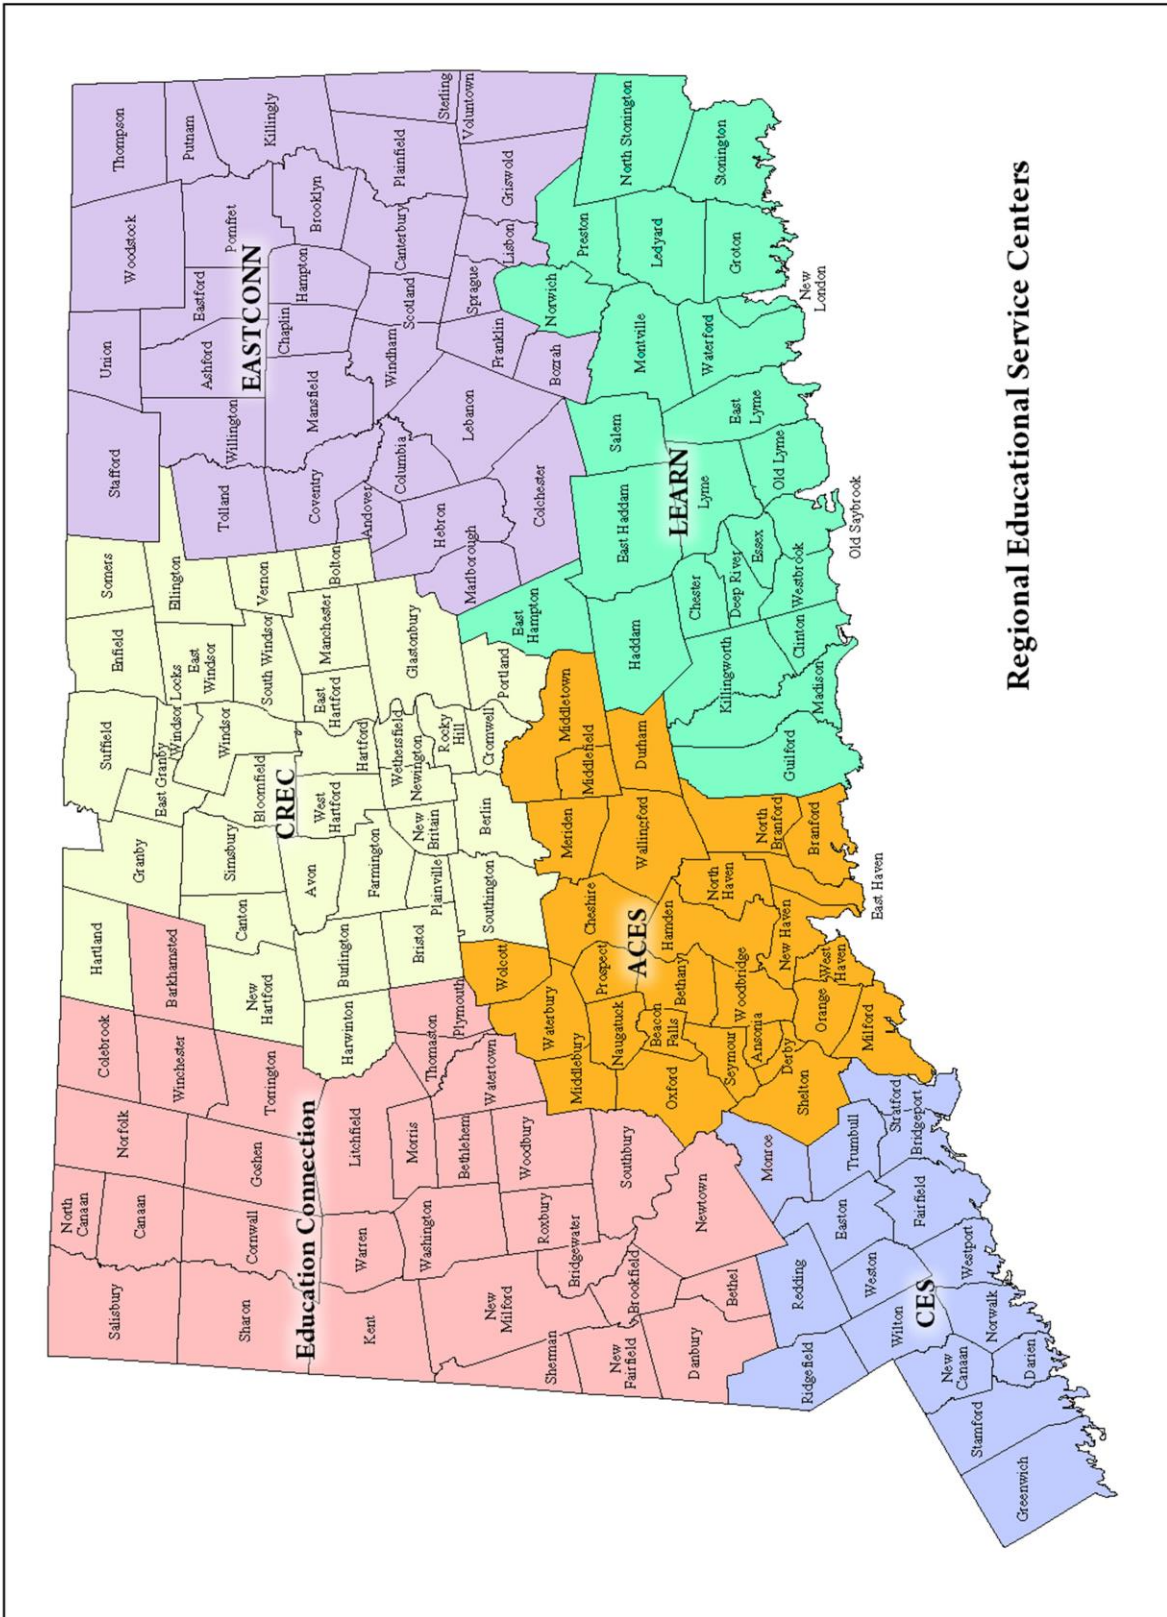 North
Canaan
Salisbury
Canaan
Norfolk
Colebrook
Hartland
Granby
Suffield
Enfield
Somers
Stafford
Union
Woodstock
Thompson
Putnam
Barkhamsted
Winchester
East Granby
Windsor Locks
East
Windsor
Ellington
Sharon
Cornwall
Goshen
Torrington
New
Hartford
Canton
Simsbury
Bloomfield
Windsor
South Windsor
Vernon
Tolland
Willington
Ashford
Eastford
Pomfret
Killingly
EASTCONN
CREC
Education Connection
Kent
Warren
Litchfield
Harwinton
Burlington
Avon
West
Hartford
Hartford
East
Hartford
Manchester
Bolton
Coventry
Mansfield
Chaplin
Hampton
Brooklyn
Plainfield
Sterling
Washington
Morris
Thomaston
Plymouth
Bristol
Farmington
Plainville
New
Britain
Newington
Wethersfield
Rocky
Hill
Glastonbury
Andover
Columbia
Hebron
Marlborough
Windham
Scotland
Canterbury
Voluntown
New
Milford
Bethlehem
Watertown
Wolcott
Southington
Berlin
Cromwell
Portland
East
Hampton
Colchester
Lebanon
Franklin
Bozrah
Sprague
Lisbon
Norwich
Griswold
Preston
North Stonington
Sherman
Bridgewater
Roxbury
Woodbury
Middlebury
Waterbury
Cheshire
Prospect
Naugatuck
Meriden
Middlefield
Middletown
Haddam
East Haddam
Salem
Montville
Ledyard
New
Fairfield
Brookfield
Southbury
Oxford
Beacon
Falls
Bethany
ACES
Hamden
Wallingford
Durham
LEARN
Danbury
Bethel
Newtown
Monroe
Seymour
Ansonia
Derby
Shelton
Woodbridge
North
Haven
New Haven
North
Branford
Branford
Guilford
Killingworth
Madison
Clinton
Chester
Deep River
Essex
Westbrook
Lyme
Old Lyme
East
Lyme
Waterford
Groton
Stonington
New
London
Old Saybrook
East Haven
Orange
West
Haven
Milford
Ridgefield
Redding
Easton
Trumbull
Stratford
Bridgeport
Fairfield
Weston
Wilton
Westport
CES
Norwalk
New
Canaan
Darien
Stamford
Greenwich
Regional Educational Service Centers